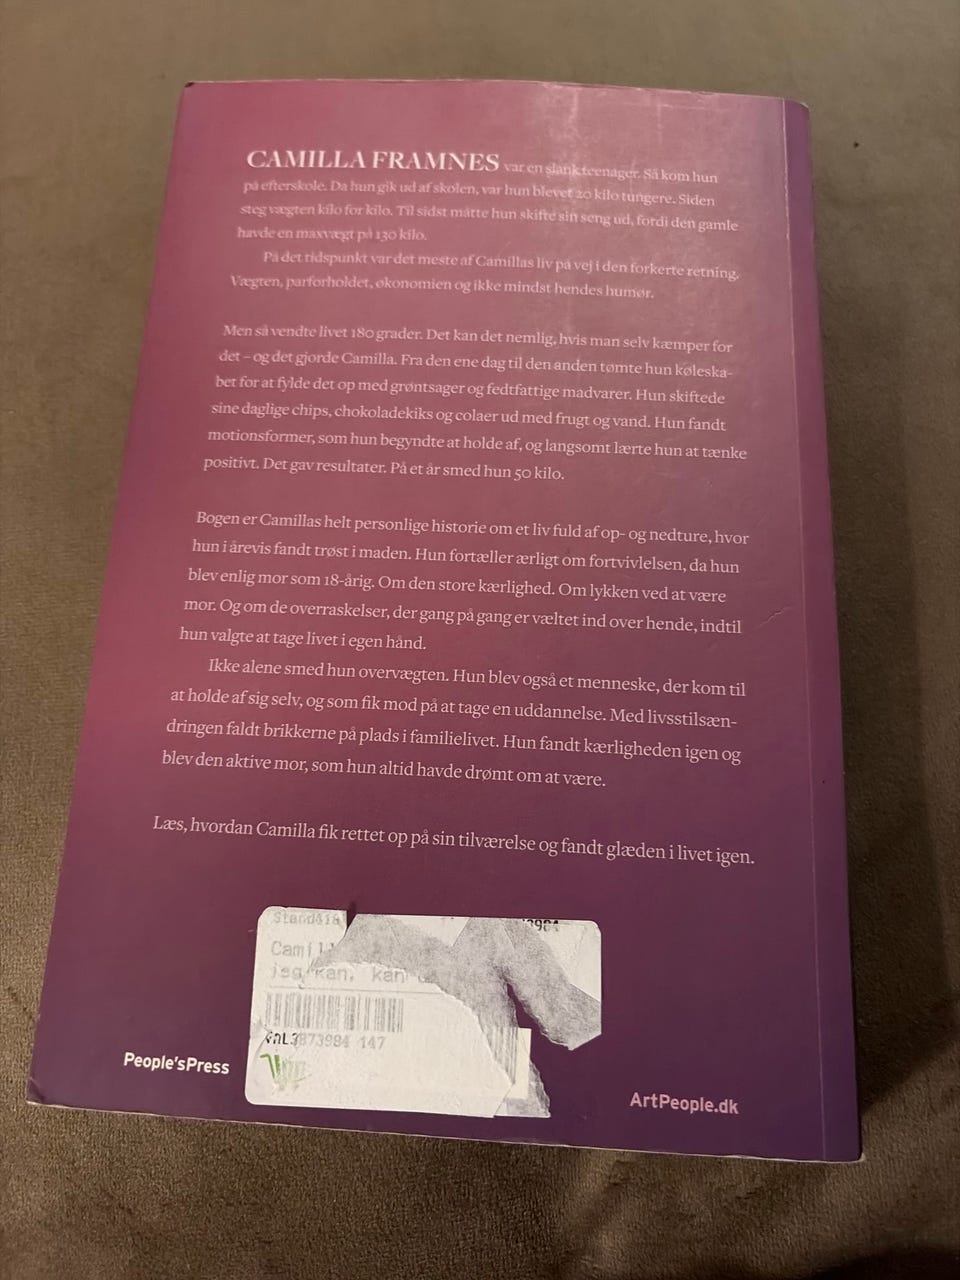 CAMILLA FRAMNES var en slank teenager. Så kom hun
på efterskole. Da hun gik ud af skolen, var hun blevet 20 kilo tungere. Siden
steg vægten kilo for kilo. Til sidst måtte hun skifte sin seng ud, fordi den gamle
havde en maxvægt på 130 kilo.
På det tidspunkt var det meste af Camillas liv på vej i den forkerte retning.
Vægten, parforholdet, økonomien og ikke mindst hendes humør.
Men så vendte livet 180 grader. Det kan det nemlig, hvis man selv kæmper for
det – og det gjorde Camilla. Fra den ene dag til den anden tømte hun køleska-
bet for at fylde det op med grøntsager og fedtfattige madvarer. Hun skiftede
sine daglige chips, chokoladekiks og colaer ud med frugt og vand. Hun fandt
motionsformer, som hun begyndte at holde af, og langsomt lærte hun at tænke
positivt. Det gav resultater. På et år smed hun 50 kilo.
Bogen er Camillas helt personlige historie om et liv fuld af op- og nedture, hvor
hun i årevis fandt trøst i maden. Hun fortæller ærligt om fortvivlelsen, da hun
blev enlig mor som 18-årig. Om den store kærlighed. Om lykken ved at være
mor. Og om de overraskelser, der gang på gang er væltet ind over hende, indtil
hun valgte at tage livet i egen hånd.
Ikke alene smed hun overvægten. Hun blev også et menneske, der kom til
at holde af sig selv, og som fik mod på at tage en uddannelse. Med livsstilsæn-
dringen faldt brikkerne på plads i familielivet. Hun fandt kærligheden igen og
blev den aktive mor, som hun altid havde drømt om at være.
Læs, hvordan Camilla fik rettet op på sin tilværelse og fandt glæden i livet igen.
jeg kan, kan
3873984 147
People'sPress
ArtPeople.dk